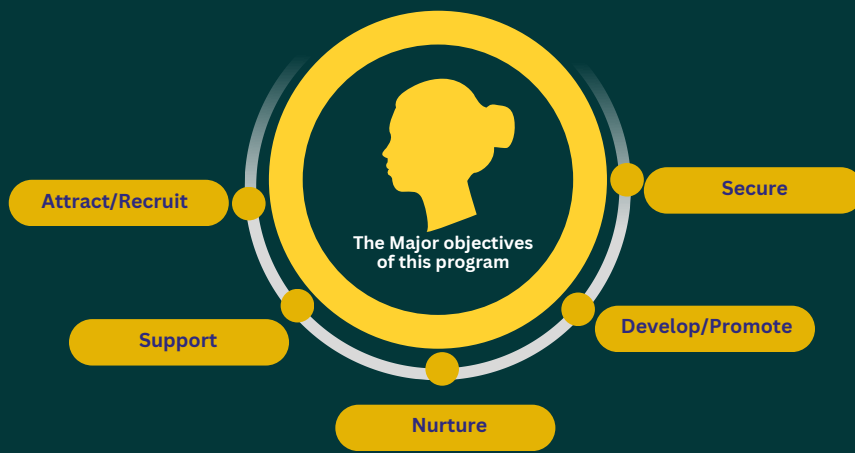 The Major objectives
of this program
Attract/Recruit
Support
Nurture
Develop/Promote
Secure